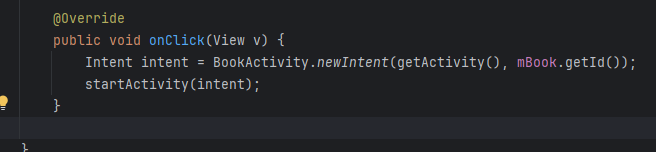 @Override
public void onClick(View v) {
Intent intent = BookActivity.newIntent(getActivity(), mBook.getId());
startActivity(intent);
}
}